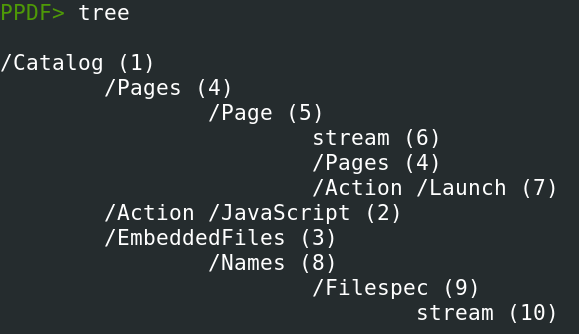 PPDF> tree
/Catalog (1)
/Pages (4)
/Page (5)
stream (6)
/Pages (4)
/Action /Launch (7)
/Action /JavaScript (2)
/EmbeddedFiles (3)
/Names (8)
/Filespec (9)
stream (10)